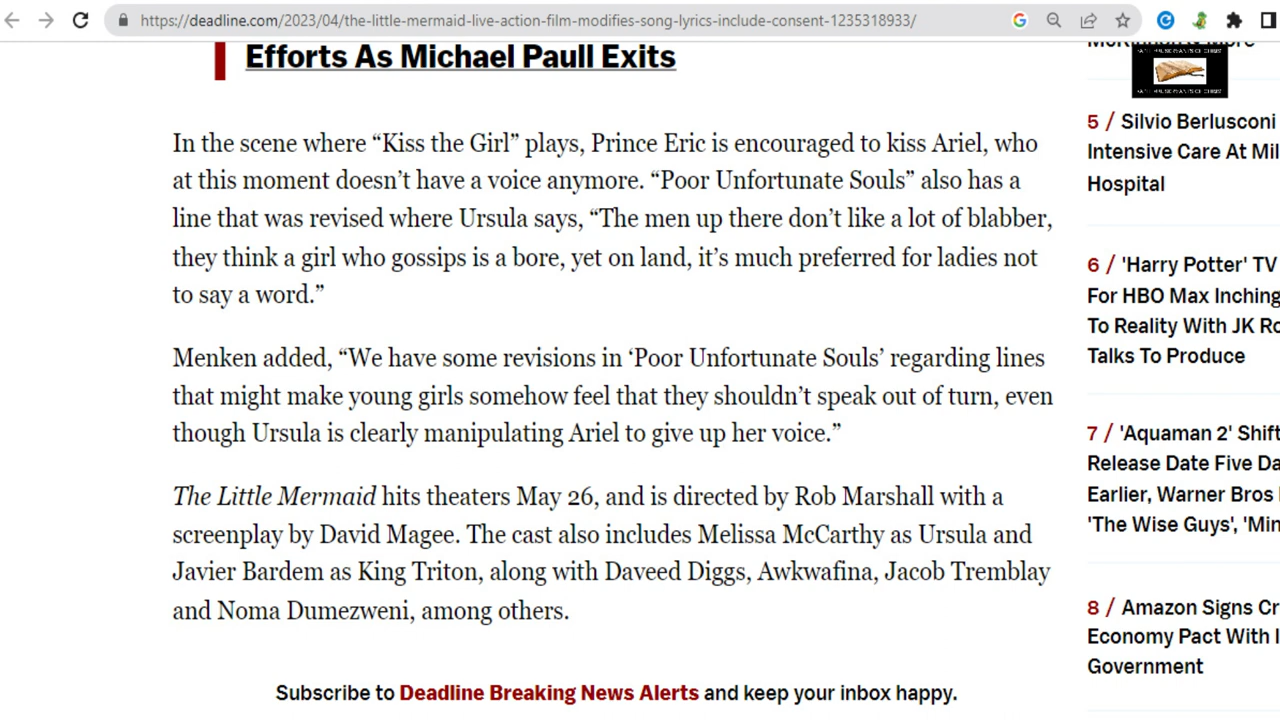 https://deadline.com/2023/04/the-little-mermaid-live-action-film-modifies-song-lyrics-include-consent-1235318933/
Efforts As Michael Paull Exits
In the scene where “Kiss the Girl” plays, Prince Eric is encouraged to kiss Ariel, who
at this moment doesn’t have a voice anymore. “Poor Unfortunate Souls” also has a
line that was revised where Ursula says, “The men up there don’t like a lot of blabber,
they think a girl who gossips is a bore, yet on land, it’s much preferred for ladies not
to say a word.”
Menken added, “We have some revisions in ‘Poor Unfortunate Souls’ regarding lines
that might make young girls somehow feel that they shouldn’t speak out of turn, even
though Ursula is clearly manipulating Ariel to give up her voice.”
The Little Mermaid hits theaters May 26, and is directed by Rob Marshall with a
screenplay by David Magee. The cast also includes Melissa McCarthy as Ursula and
Javier Bardem as King Triton, along with Daveed Diggs, Awkwafina, Jacob Tremblay
and Noma Dumezweni, among others.
Subscribe to Deadline Breaking News Alerts and keep your inbox happy.
5 / Silvio Berlusconi
Intensive Care At Mil
Hospital
6 / 'Harry Potter' TV
For HBO Max Inching
To Reality With JK Ro
Talks To Produce
7 / 'Aquaman 2' Shift
Release Date Five Da
Earlier, Warner Bros
'The Wise Guys', 'Min
8 / Amazon Signs Cr
Economy Pact With I
Government